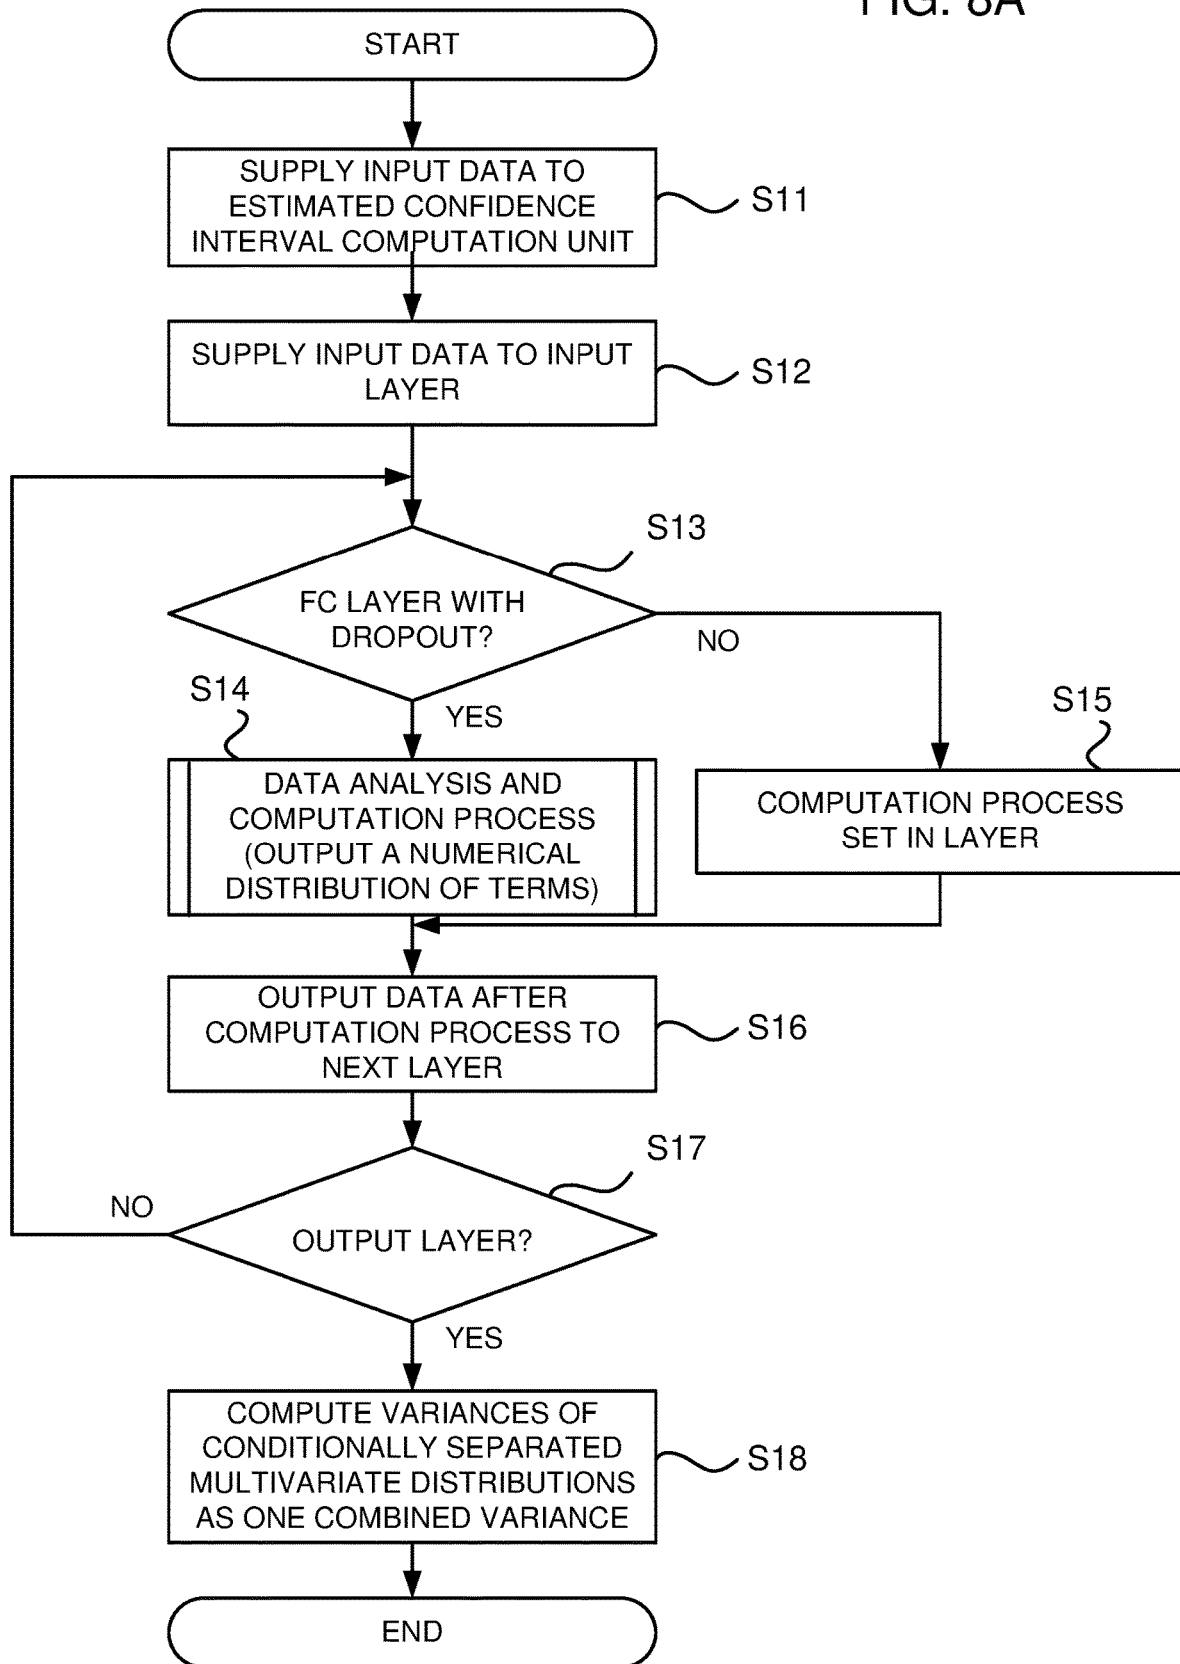 FIG. 8A
START
SUPPLY INPUT DATA TO
ESTIMATED CONFIDENCE
INTERVAL COMPUTATION UNIT
S11
SUPPLY INPUT DATA TO INPUT
LAYER
S12
S13
FC LAYER WITH
DROPOUT?
NO
S14
YES
S15
DATA ANALYSIS AND
COMPUTATION PROCESS
(OUTPUT A NUMERICAL
DISTRIBUTION OF TERMS)
COMPUTATION PROCESS
SET IN LAYER
OUTPUT DATA AFTER
COMPUTATION PROCESS TO
NEXT LAYER
S16
S17
NO
OUTPUT LAYER?
YES
COMPUTE VARIANCES OF
CONDITIONALLY SEPARATED
MULTIVARIATE DISTRIBUTIONS
AS ONE COMBINED VARIANCE
S18
END